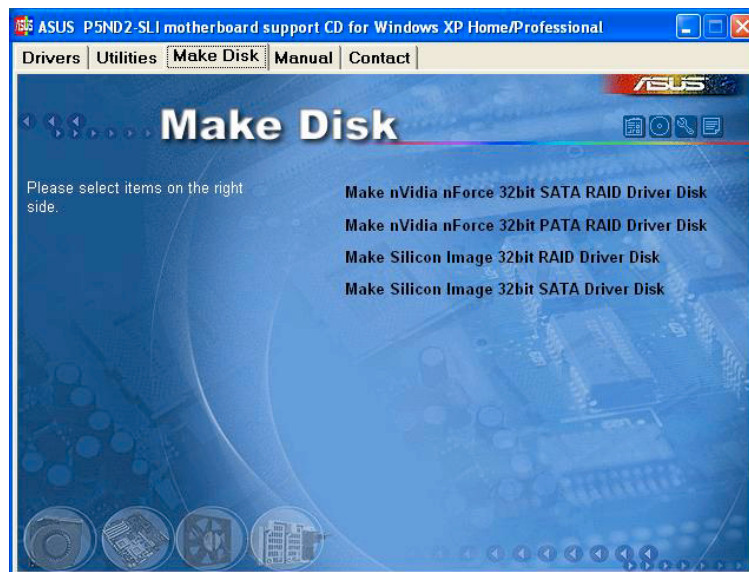 ASUS P5ND2-SLI motherboard support CD for Windows XP Home/Professional
Drivers Utilities Make Disk Manual Contact
ASUS
Make Disk
Please select items on the right
side.
Make nVidia nForce 32bit SATA RAID Driver Disk
Make nVidia nForce 32bit PATA RAID Driver Disk
Make Silicon Image 32bit RAID Driver Disk
Make Silicon Image 32bit SATA Driver Disk